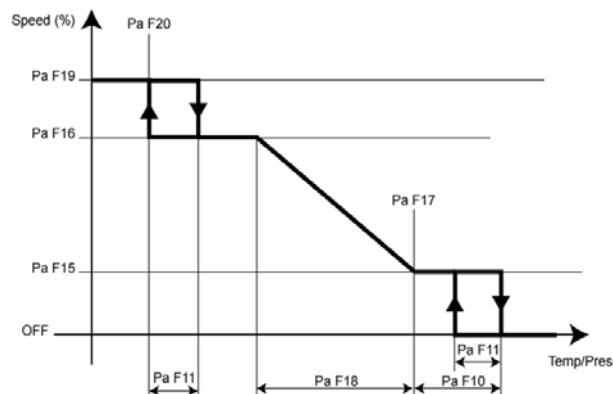 Speed (%)
Pa F20
Pa F19
Pa F16
Pa F17
Pa F15
OFF
Temp/Pres
Pa F11
Pa F11
Pa F18
Pa F10